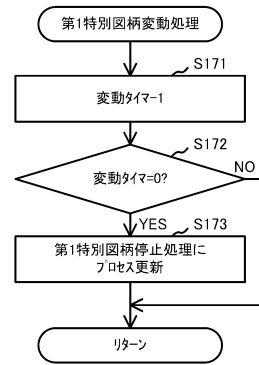 第1特別図柄変動処理
S171
変動タイマ-1
S172
変動タイマ=0?
NO
YES
S173
第1特別図柄停止処理に
プロセス更新
リターン